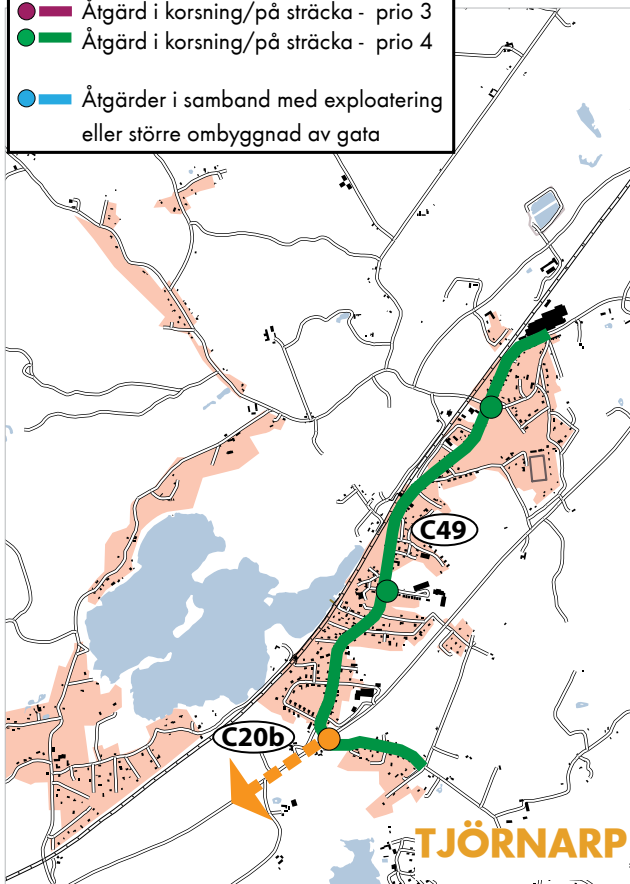 Åtgärd i korsning/på sträcka - prio 3
Åtgärd i korsning/på sträcka - prio 4
Åtgärder i samband med exploatering
eller större ombyggnad av gata
C49
C20b
TJÖRNARP